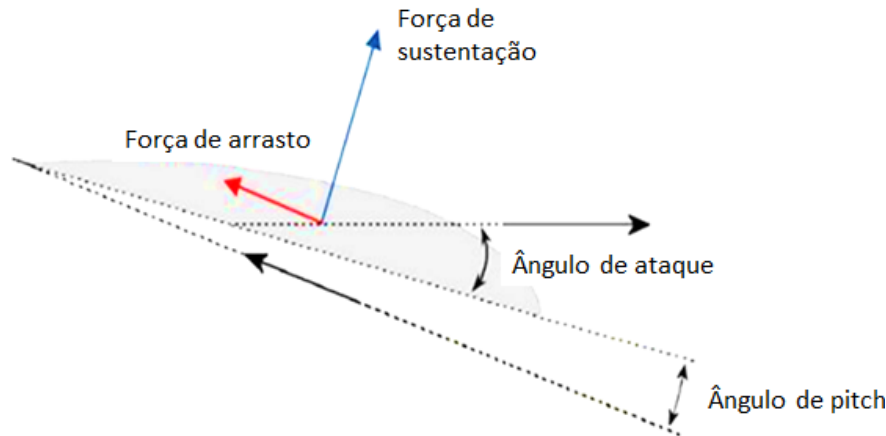 Força de
sustentação
Força de arrasto
Ângulo de ataque
Ângulo de pitch